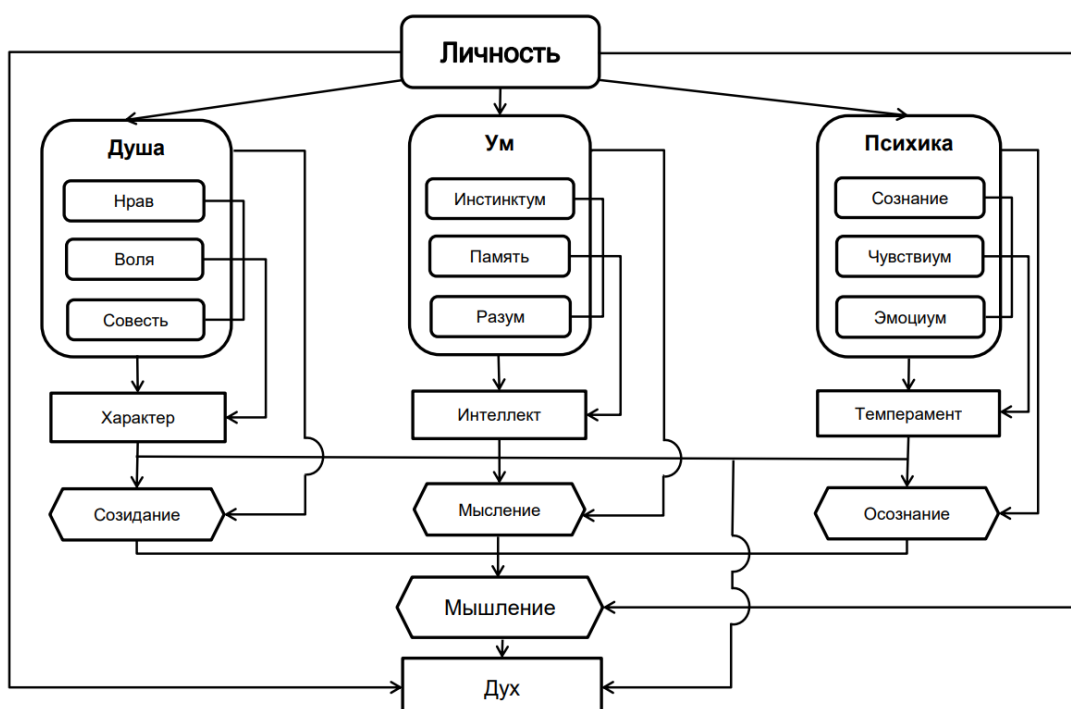 Личность
Душа
Нрав
Воля
Совесть
Ум
Инстинктум
Память
Разум
Психика
Сознание
Чувствиум
Эмоциум
Характер
Интеллект
Темперамент
Созидание
Мысление
Осознание
Мышление
Дух